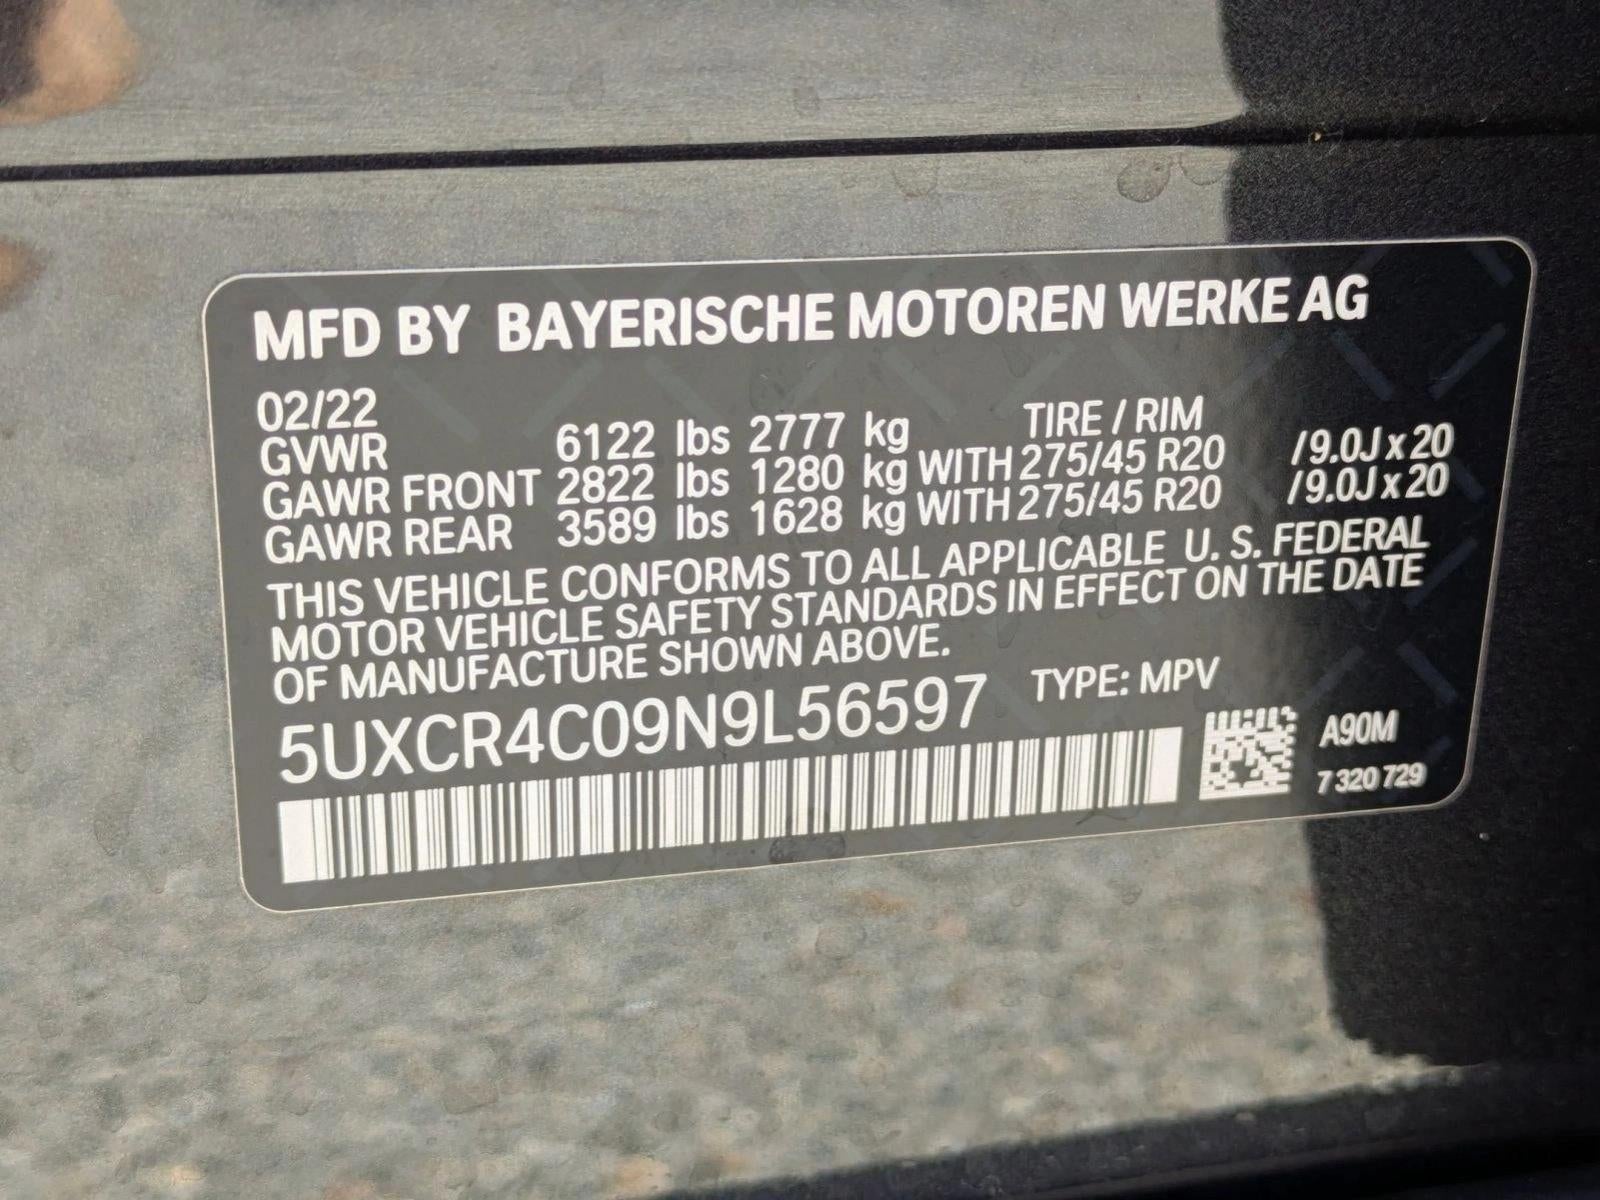 MFD BY BAYERISCHE MOTOREN WERKE AG
02/22 TIRE / RIM
GVWR 6122 lbs 2777 kg
GAWR FRONT 2822 lbs 1280 kg WITH 275/45 R20 /9.0J x 20
GAWR REAR 3589 lbs 1628 kg WITH 275/45 R20 /9.0J x 20
THIS VEHICLE CONFORMS TO ALL APPLICABLE U. S. FEDERAL
MOTOR VEHICLE SAFETY STANDARDS IN EFFECT ON THE DATE
OF MANUFACTURE SHOWN ABOVE.
5UXCR4C09N9L56597 TYPE: MPV
A90M
7 320 729